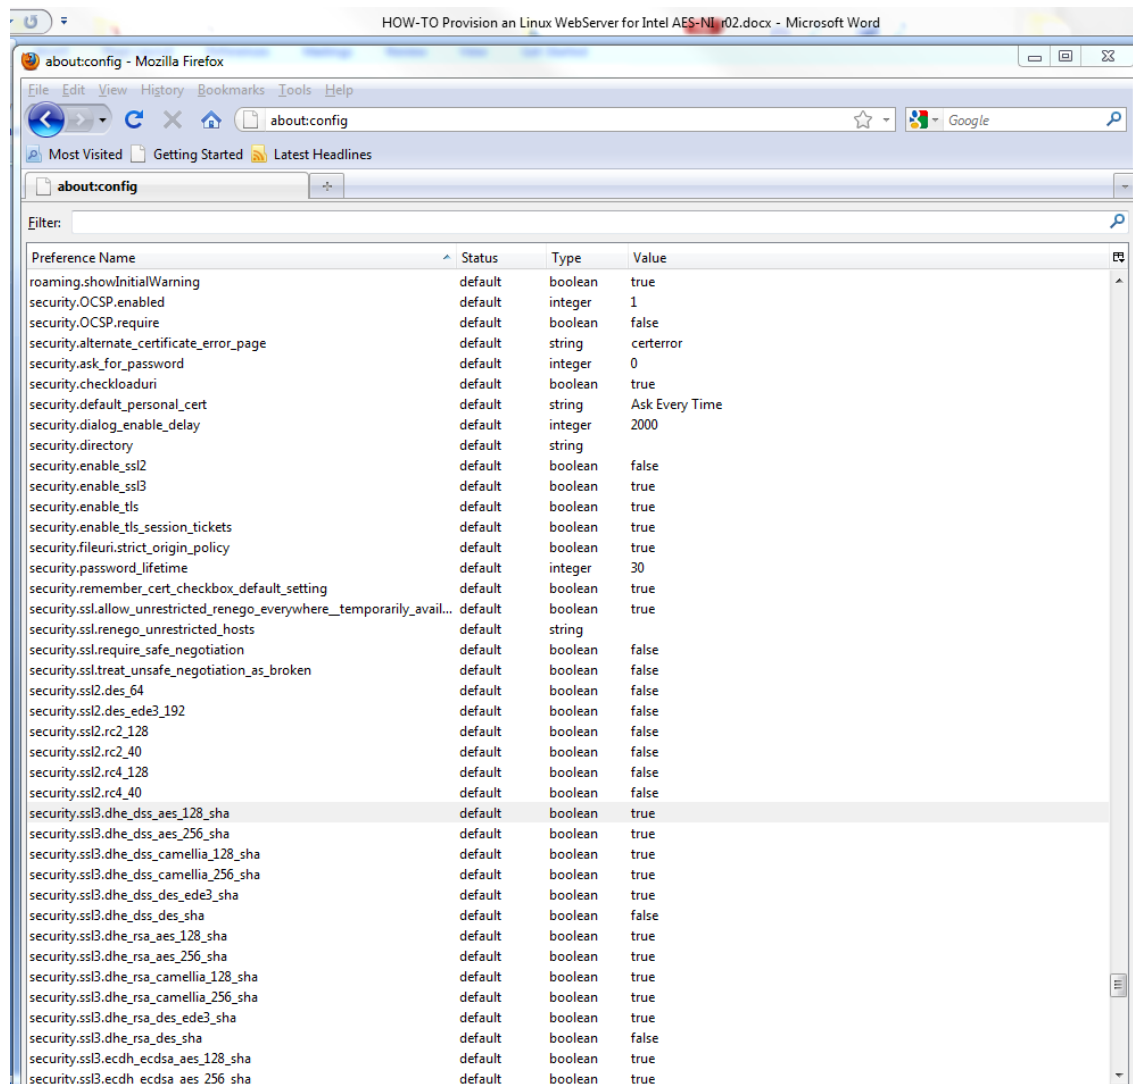 HOW-TO Provision an Linux WebServer for Intel AES-NI_r02.docx - Microsoft Word
about:config - Mozilla Firefox
File Edit View History Bookmarks Tools Help
about:config Google
Most Visited Getting Started Latest Headlines
about:config
Filter:
Preference Name Status Type Value
roaming.showInitialWarning default boolean true
security.OCSP.enabled default integer 1
security.OCSP.require default boolean false
security.alternate_certificate_error_page default string certerror
security.ask_for_password default integer 0
security.checkloaduri default boolean true
security.default_personal_cert default string Ask Every Time
security.dialog_enable_delay default integer 2000
security.directory default string
security.enable_ssl2 default boolean false
security.enable_ssl3 default boolean true
security.enable_tls default boolean true
security.enable_tls_session_tickets default boolean true
security.fileuri.strict_origin_policy default boolean true
security.password_lifetime default integer 30
security.remember_cert_checkbox_default_setting default boolean true
security.ssl.allow_unrestricted_renego_everywhere__temporarily_avail... default boolean true
security.ssl.renego_unrestricted_hosts default string
security.ssl.require_safe_negotiation default boolean false
security.ssl.treat_unsafe_negotiation_as_broken default boolean false
security.ssl2.des_64 default boolean false
security.ssl2.des_ede3_192 default boolean false
security.ssl2.rc2_128 default boolean false
security.ssl2.rc2_40 default boolean false
security.ssl2.rc4_128 default boolean false
security.ssl2.rc4_40 default boolean false
security.ssl3.dhe_dss_aes_128_sha default boolean true
security.ssl3.dhe_dss_aes_256_sha default boolean true
security.ssl3.dhe_dss_camellia_128_sha default boolean true
security.ssl3.dhe_dss_camellia_256_sha default boolean true
security.ssl3.dhe_dss_des_ede3_sha default boolean true
security.ssl3.dhe_dss_des_sha default boolean false
security.ssl3.dhe_rsa_aes_128_sha default boolean true
security.ssl3.dhe_rsa_aes_256_sha default boolean true
security.ssl3.dhe_rsa_camellia_128_sha default boolean true
security.ssl3.dhe_rsa_camellia_256_sha default boolean true
security.ssl3.dhe_rsa_des_ede3_sha default boolean true
security.ssl3.dhe_rsa_des_sha default boolean false
security.ssl3.ecdh_ecdsa_aes_128_sha default boolean true
security.ssl3.ecdh_ecdsa_aes_256_sha default boolean true